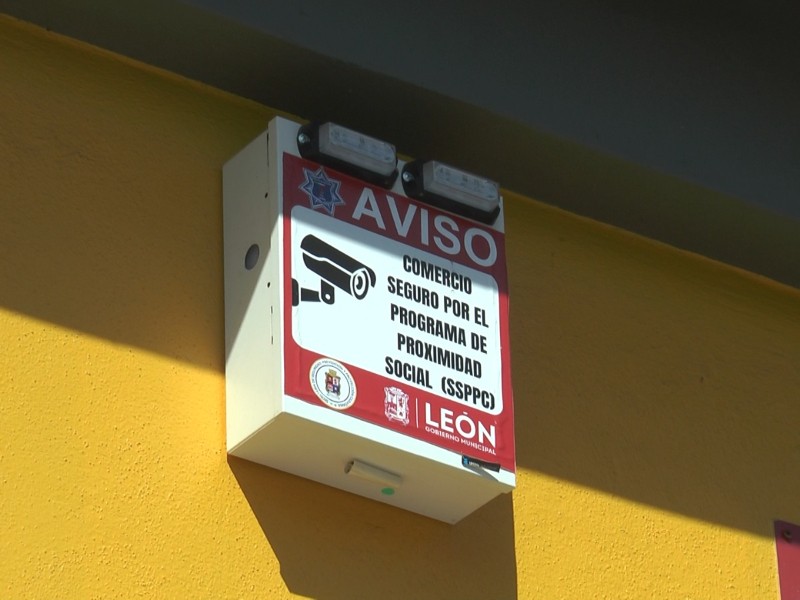 AVISO
COMERCIO
SEGURO POR EL
PROGRAMA DE
PROXIMIDAD
SOCIAL (SSPPC)
LEÓN
GOBIERNO MUNICIPAL